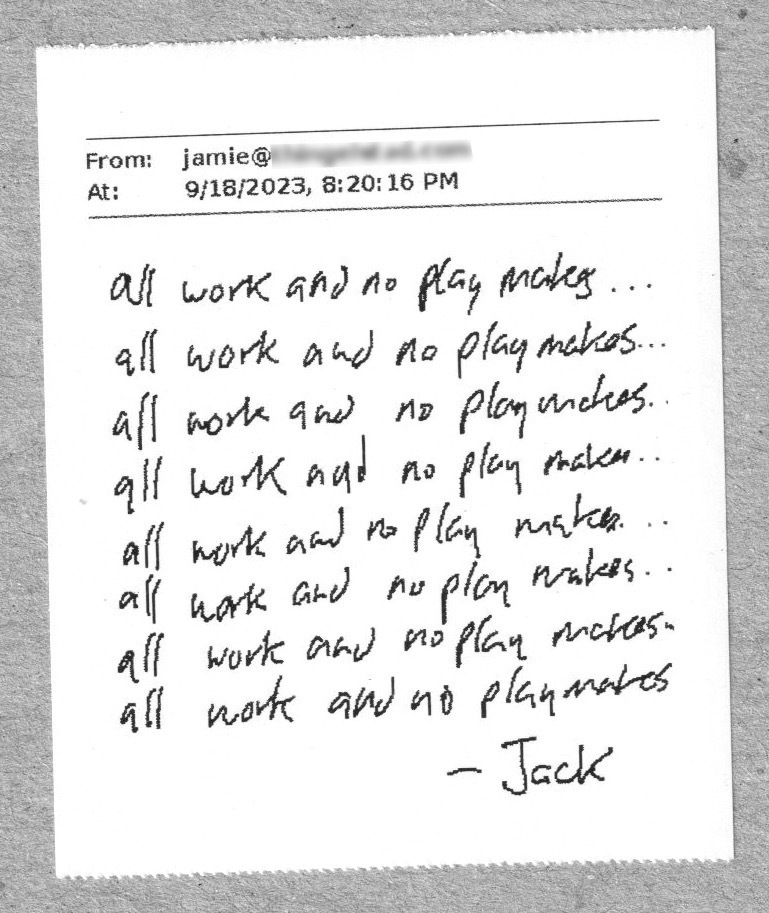 From: jamie@
At: 9/18/2023, 8:20:16 PM
all work and no play makes...
all work and no play makes...
all work and no play makes..
all work and no play makes...
all work and no play makes...
all work and no play makes...
all work and no play makes..
all work and no play makes
– Jack